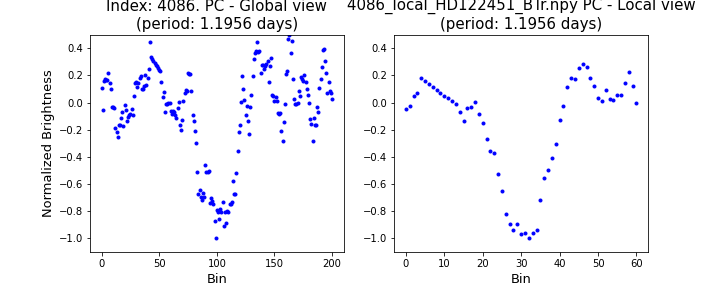 Index: 4086. PC - Global view
(period: 1.1956 days)
4086_local_HD122451_BTr.npy PC - Local view
(period: 1.1956 days)
Normalized Brightness
0.4
0.2
0.0
−0.2
−0.4
−0.6
−0.8
−1.0
0 50 100 150 200
Bin
0.4
0.2
0.0
−0.2
−0.4
−0.6
−0.8
−1.0
0 10 20 30 40 50 60
Bin